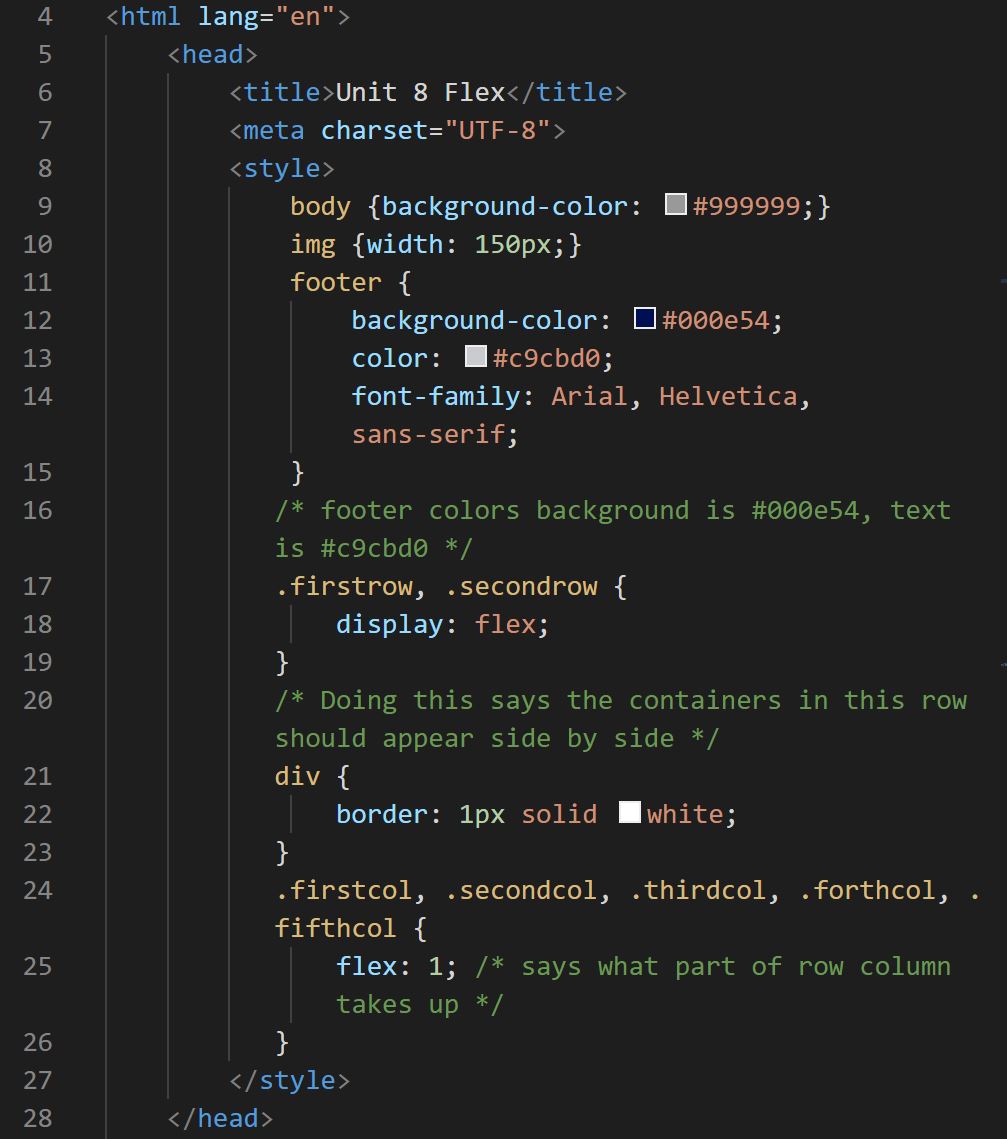 4 <html lang="en">
5 <head>
6 <title>Unit 8 Flex</title>
7 <meta charset="UTF-8">
8 <style>
9 body {background-color: #999999;}
10 img {width: 150px;}
11 footer {
12 background-color: #000e54;
13 color: #c9cbd0;
14 font-family: Arial, Helvetica,
sans-serif;
15 }
16 /* footer colors background is #000e54, text
is #c9cbd0 */
17 .firstrow, .secondrow {
18 display: flex;
19 }
20 /* Doing this says the containers in this row
should appear side by side */
21 div {
22 border: 1px solid white;
23 }
24 .firstcol, .secondcol, .thirdcol, .forthcol, .
fifthcol {
25 flex: 1; /* says what part of row column
takes up */
26 }
27 </style>
28 </head>